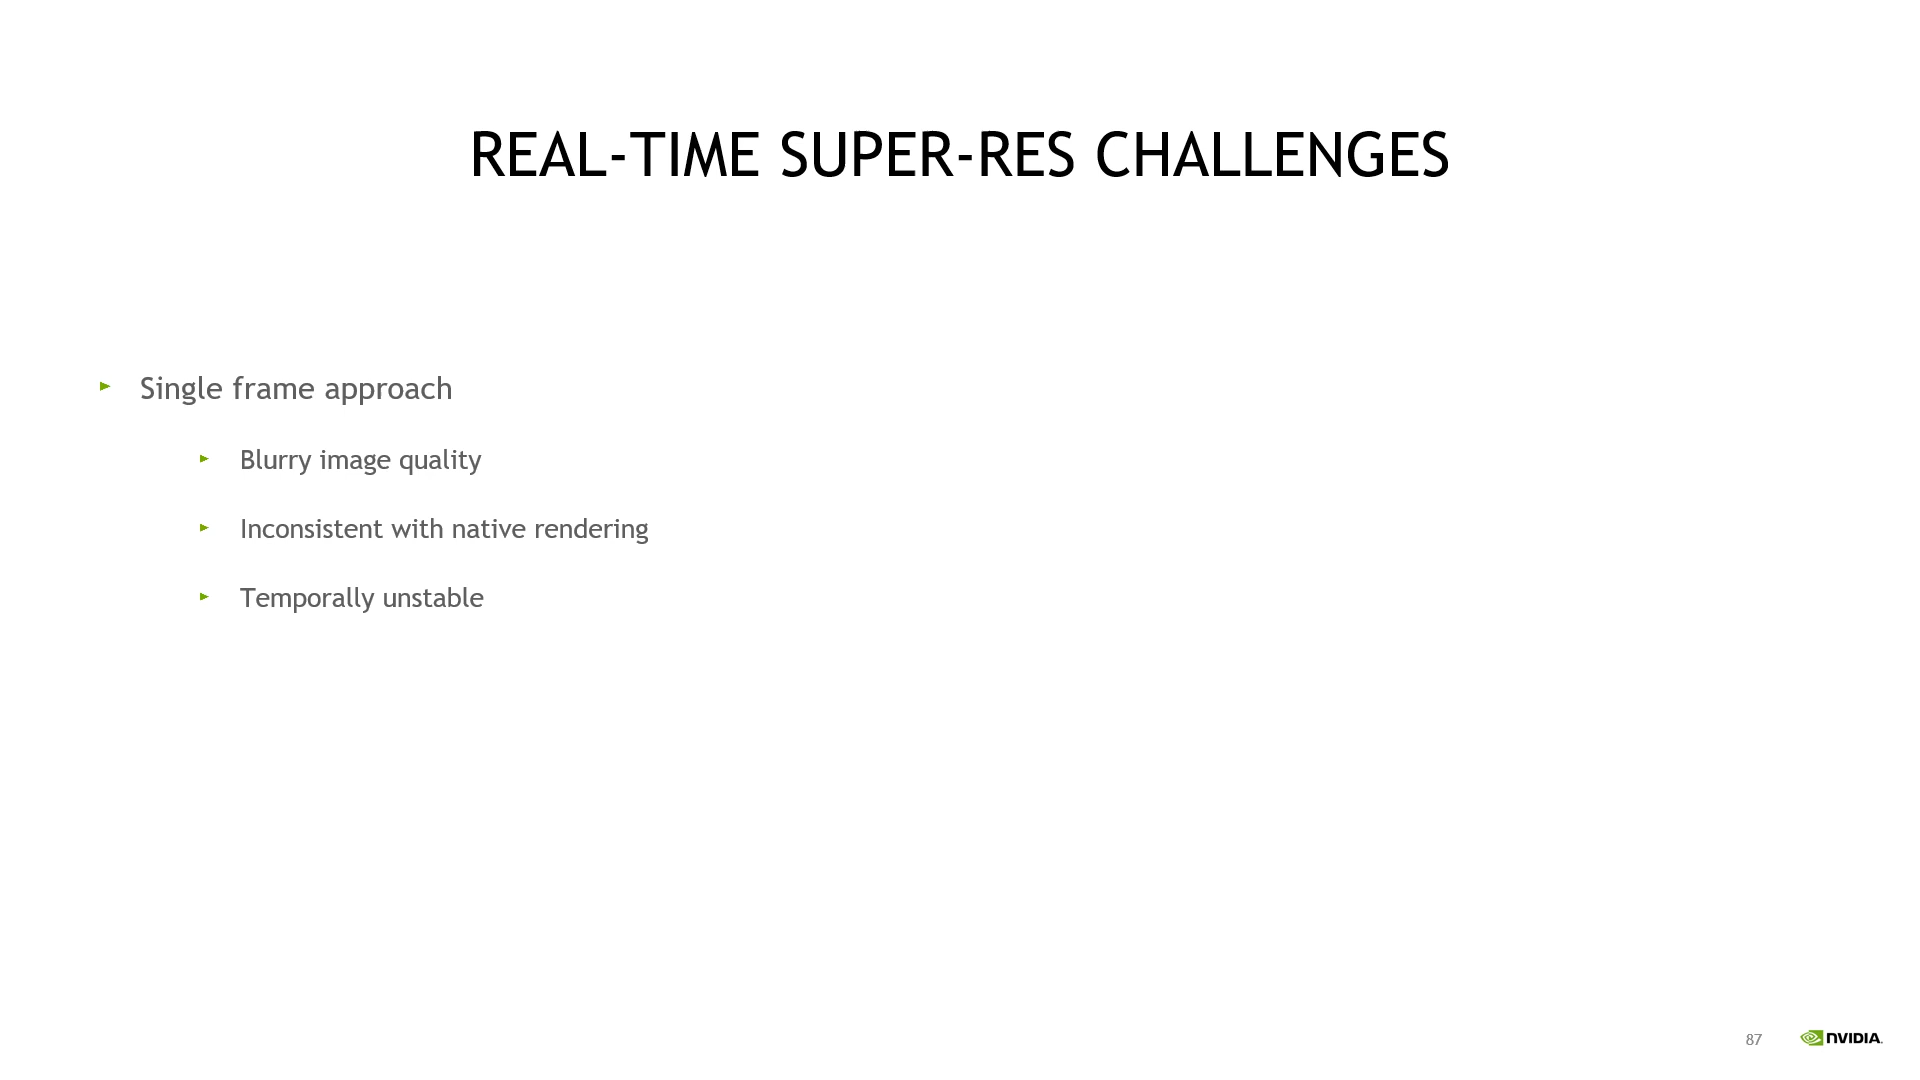 REAL-TIME SUPER-RES CHALLENGES
Single frame approach
Blurry image quality
Inconsistent with native rendering
Temporally unstable
87
NVIDIA.